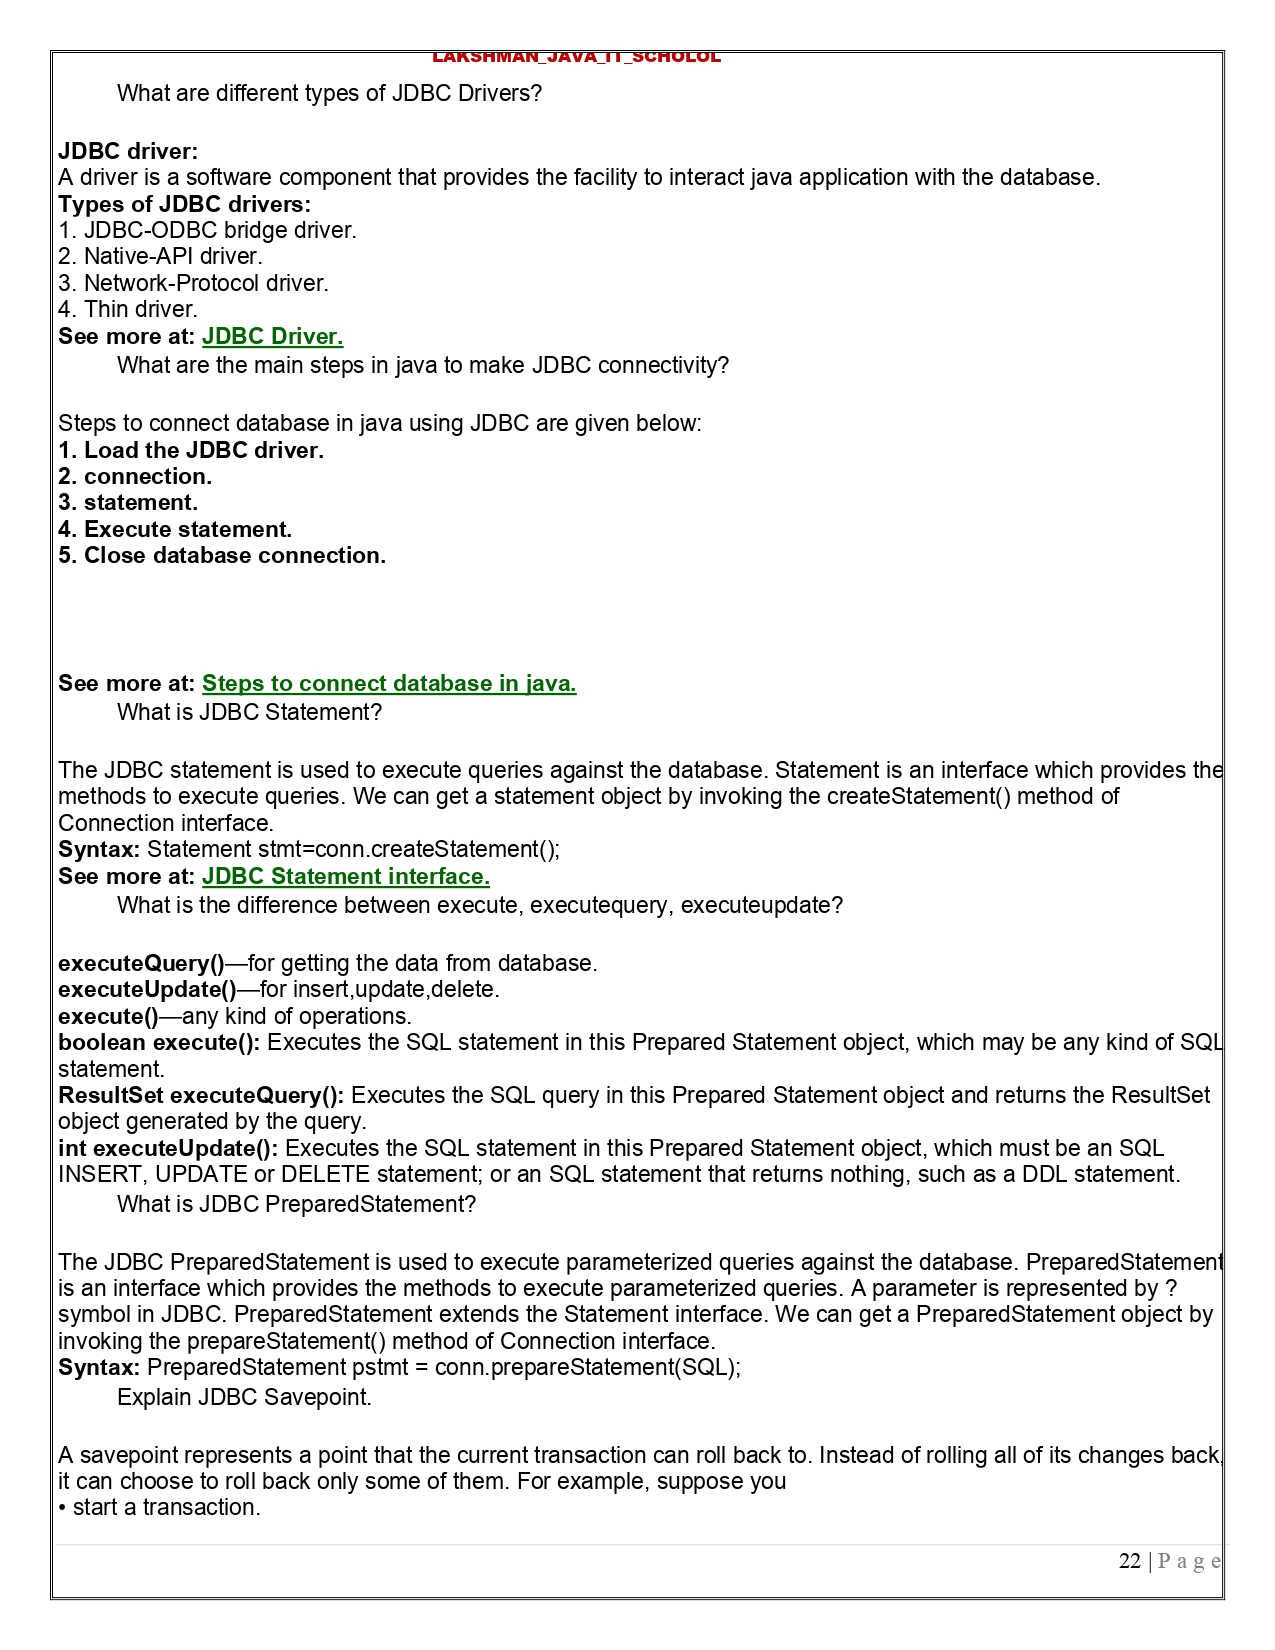 LAKSHMAN_JAVA_IT_SCHOLOL
What are different types of JDBC Drivers?
JDBC driver:
A driver is a software component that provides the facility to interact java application with the database.
Types of JDBC drivers:
1. JDBC-ODBC bridge driver.
2. Native-API driver.
3. Network-Protocol driver.
4. Thin driver.
See more at: JDBC Driver.
What are the main steps in java to make JDBC connectivity?
Steps to connect database in java using JDBC are given below:
1. Load the JDBC driver.
2. connection.
3. statement.
4. Execute statement.
5. Close database connection.
See more at: Steps to connect database in java.
What is JDBC Statement?
The JDBC statement is used to execute queries against the database. Statement is an interface which provides the
methods to execute queries. We can get a statement object by invoking the createStatement() method of
Connection interface.
Syntax: Statement stmt=conn.createStatement();
See more at: JDBC Statement interface.
What is the difference between execute, executequery, executeupdate?
executeQuery()—for getting the data from database.
executeUpdate()—for insert,update,delete.
execute()—any kind of operations.
boolean execute(): Executes the SQL statement in this Prepared Statement object, which may be any kind of SQL
statement.
ResultSet executeQuery(): Executes the SQL query in this Prepared Statement object and returns the ResultSet
object generated by the query.
int executeUpdate(): Executes the SQL statement in this Prepared Statement object, which must be an SQL
INSERT, UPDATE or DELETE statement; or an SQL statement that returns nothing, such as a DDL statement.
What is JDBC PreparedStatement?
The JDBC PreparedStatement is used to execute parameterized queries against the database. PreparedStatement
is an interface which provides the methods to execute parameterized queries. A parameter is represented by ?
symbol in JDBC. PreparedStatement extends the Statement interface. We can get a PreparedStatement object by
invoking the prepareStatement() method of Connection interface.
Syntax: PreparedStatement pstmt = conn.prepareStatement(SQL);
Explain JDBC Savepoint.
A savepoint represents a point that the current transaction can roll back to. Instead of rolling all of its changes back,
it can choose to roll back only some of them. For example, suppose you
• start a transaction.
22 | P a g e